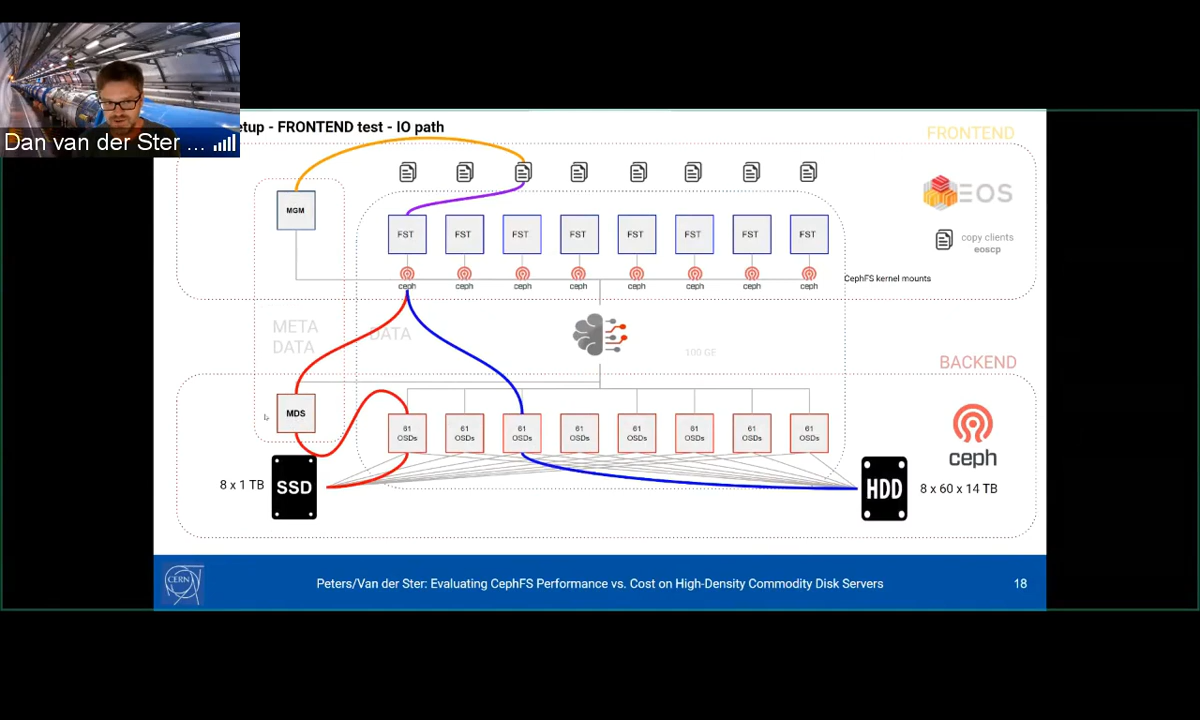 Dan van der Ster ...
etup - FRONTEND test - IO path
FRONTEND
EOS
copy clients
eoscp
MGM
FST
FST
FST
FST
FST
FST
FST
FST
ceph
ceph
ceph
ceph
ceph
ceph
ceph
ceph
CephFS kernel mounts
META
DATA
DATA
100 GE
BACKEND
MDS
61
OSDs
61
OSDs
61
OSDs
61
OSDs
61
OSDs
61
OSDs
61
OSDs
61
OSDs
ceph
8 x 1 TB
SSD
HDD
8 x 60 x 14 TB
CERN
Peters/Van der Ster: Evaluating CephFS Performance vs. Cost on High-Density Commodity Disk Servers
18